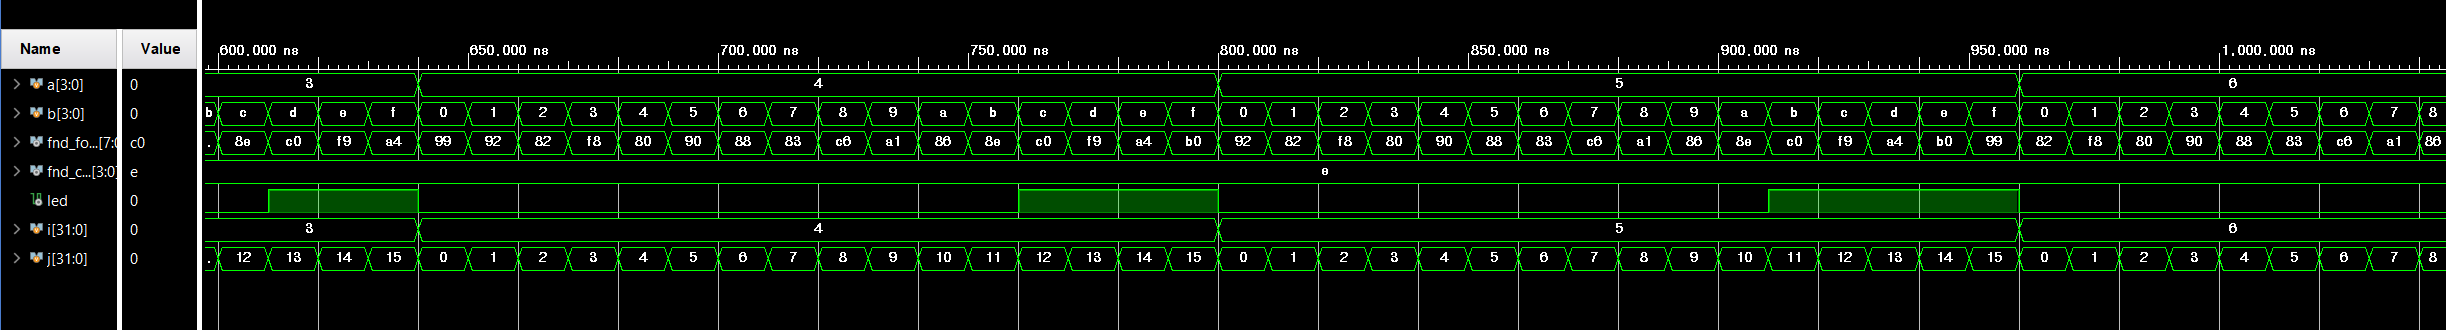 Name Value
600.000 ns 650.000 ns 700.000 ns 750.000 ns 800.000 ns 850.000 ns 900.000 ns 950.000 ns 1,000.000 ns
a[3:0] 0 3 4 5 6
b[3:0] 0 b c d e f 0 1 2 3 4 5 6 7 8 9 a b c d e f 0 1 2 3 4 5 6 7 8 9 a b c d e f 0 1 2 3 4 5 6 7 8
fnd_fo...[7:0 c0 . 8e c0 f9 a4 99 92 82 f8 80 90 88 83 c6 a1 86 8e c0 f9 a4 b0 92 82 f8 80 90 88 83 c6 a1 86 8e c0 f9 a4 b0 99 82 f8 80 90 88 83 c6 a1 86
fnd_c...[3:0] e e
led 0
i[31:0] 0 3 4 5 6
j[31:0] 0 . 12 13 14 15 0 1 2 3 4 5 6 7 8 9 10 11 12 13 14 15 0 1 2 3 4 5 6 7 8 9 10 11 12 13 14 15 0 1 2 3 4 5 6 7 8